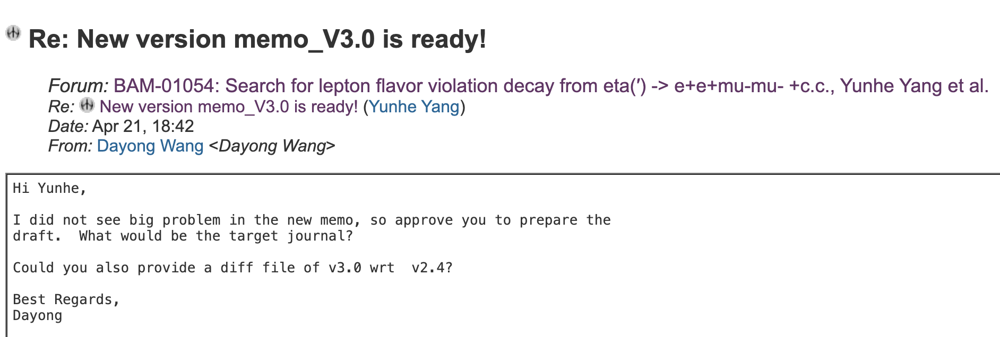 Re: New version memo_V3.0 is ready!
Forum: BAM-01054: Search for lepton flavor violation decay from eta(′) -> e+e+mu-mu- +c.c., Yunhe Yang et al.
Re: New version memo_V3.0 is ready! (Yunhe Yang)
Date: Apr 21, 18:42
From: Dayong Wang <Dayong Wang>
Hi Yunhe,
I did not see big problem in the new memo, so approve you to prepare the
draft.  What would be the target journal?
Could you also provide a diff file of v3.0 wrt  v2.4?
Best Regards,
Dayong